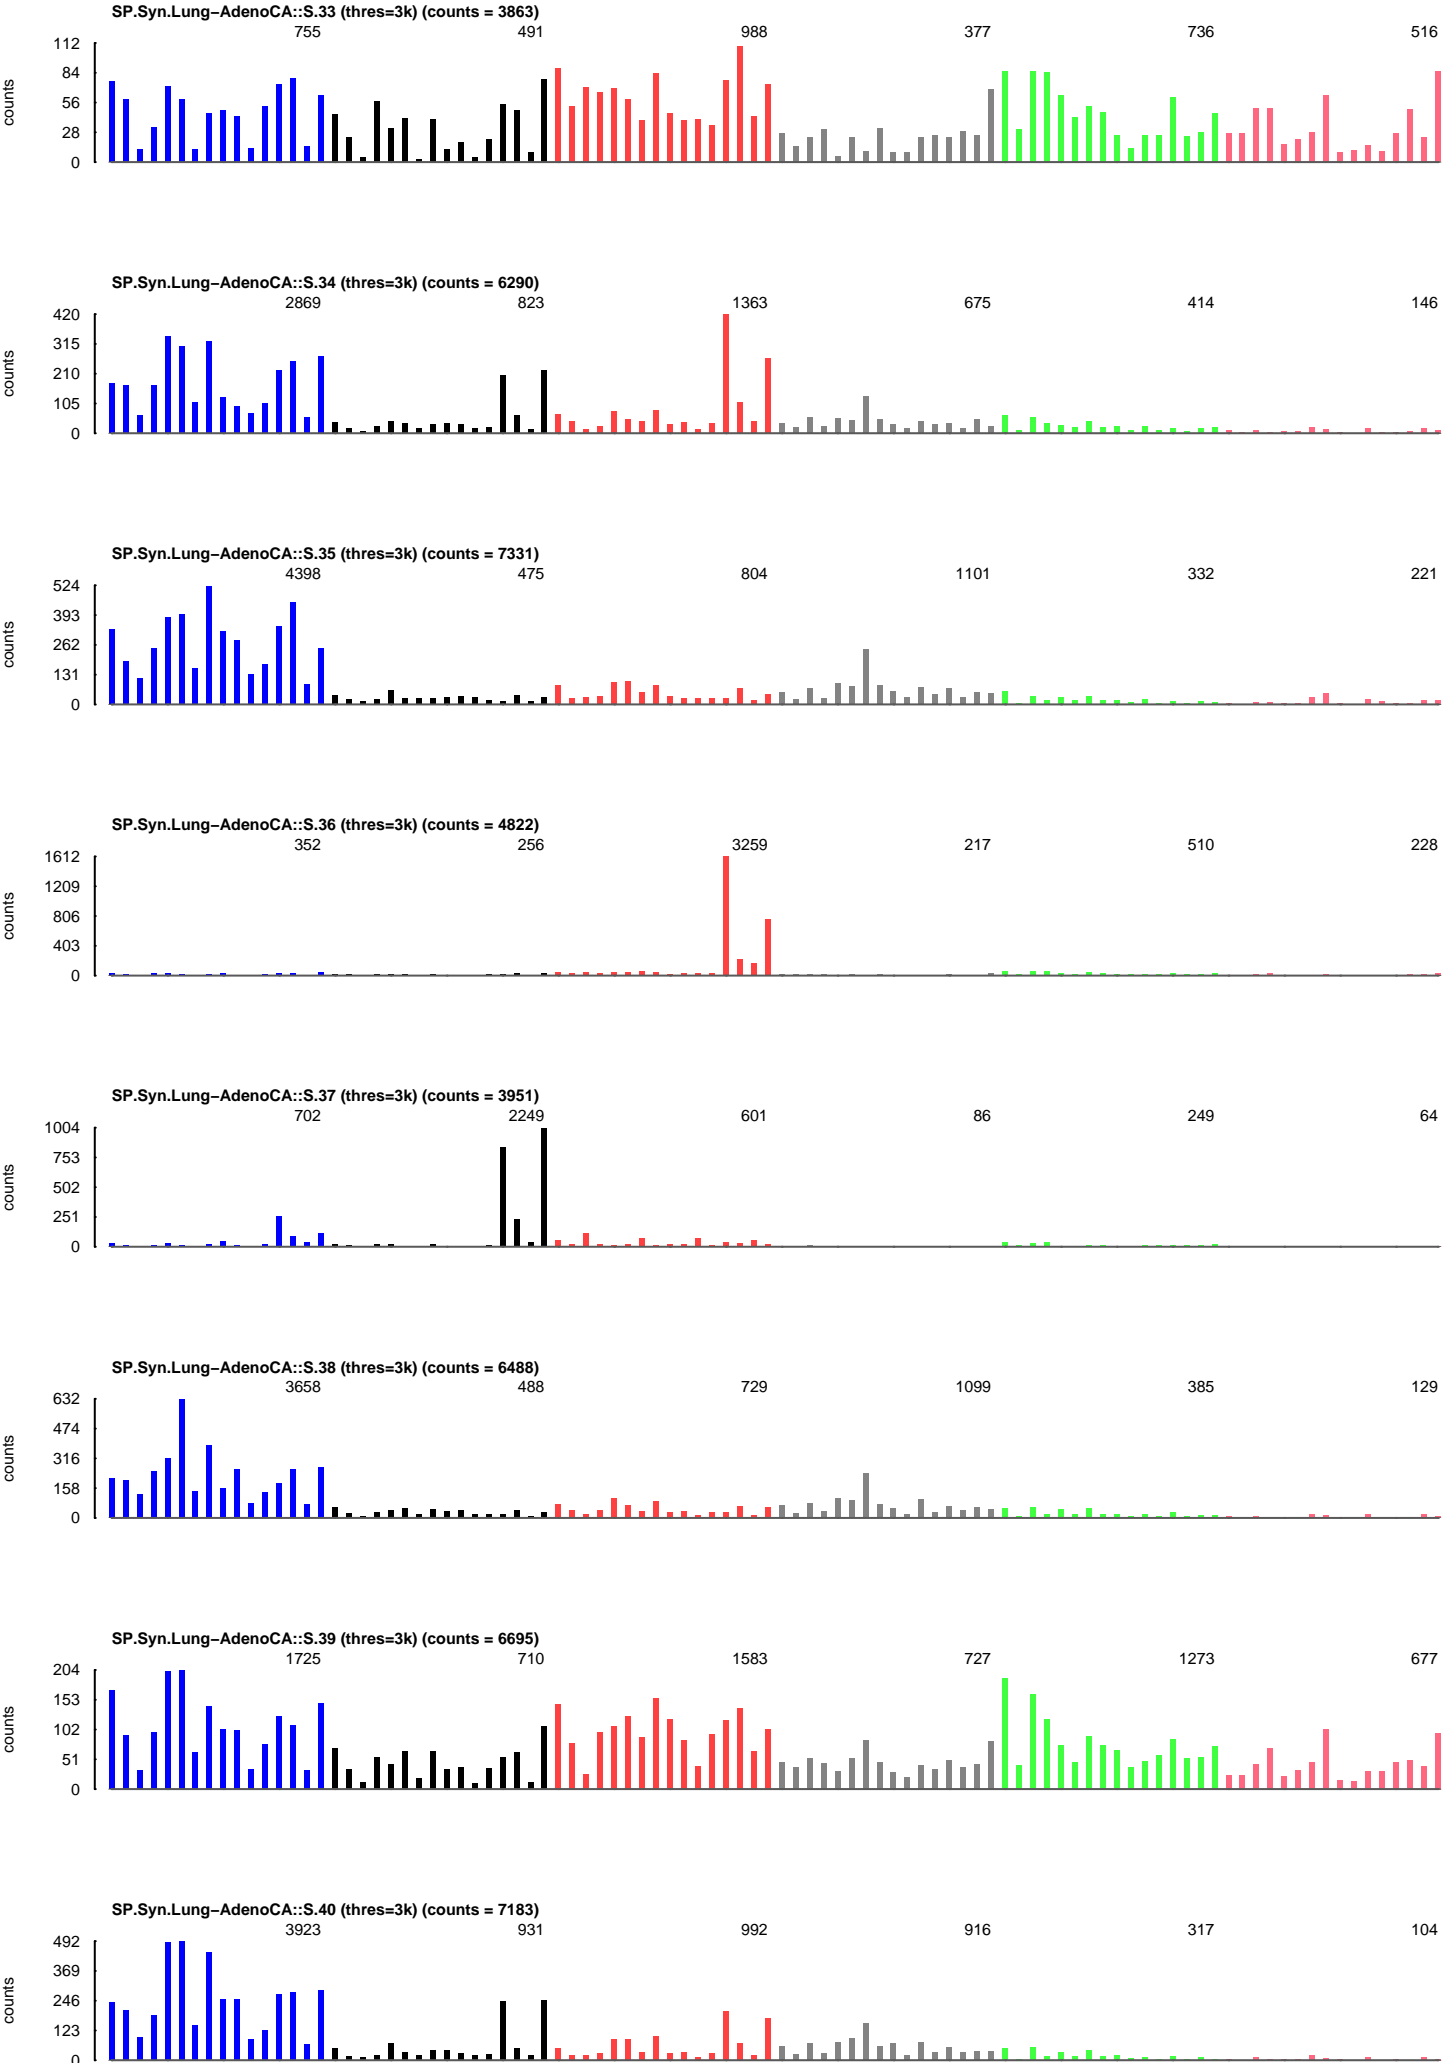 SP.Syn.Lung−AdenoCA::S.33 (thres=3k) (counts = 3863)
755 491 988 377 736 516
112
84
56
28
0
counts
SP.Syn.Lung−AdenoCA::S.34 (thres=3k) (counts = 6290)
2869 823 1363 675 414 146
420
315
210
105
0
counts
SP.Syn.Lung−AdenoCA::S.35 (thres=3k) (counts = 7331)
4398 475 804 1101 332 221
524
393
262
131
0
counts
SP.Syn.Lung−AdenoCA::S.36 (thres=3k) (counts = 4822)
352 256 3259 217 510 228
1612
1209
806
403
0
counts
SP.Syn.Lung−AdenoCA::S.37 (thres=3k) (counts = 3951)
702 2249 601 86 249 64
1004
753
502
251
0
counts
SP.Syn.Lung−AdenoCA::S.38 (thres=3k) (counts = 6488)
3658 488 729 1099 385 129
632
474
316
158
0
counts
SP.Syn.Lung−AdenoCA::S.39 (thres=3k) (counts = 6695)
1725 710 1583 727 1273 677
204
153
102
51
0
counts
SP.Syn.Lung−AdenoCA::S.40 (thres=3k) (counts = 7183)
3923 931 992 916 317 104
492
369
246
123
0
counts